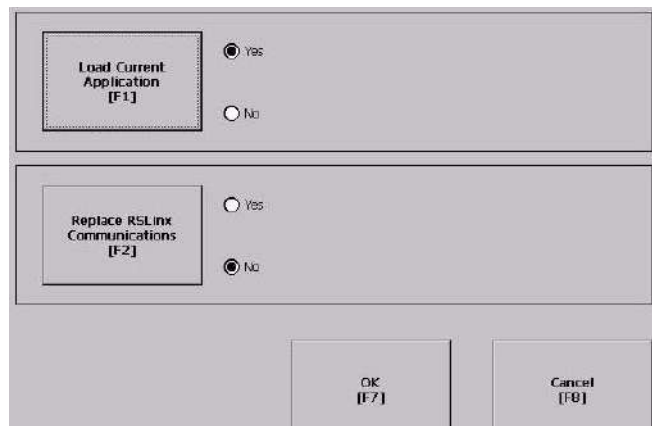 Load Current
Application
[F1]
Yes
No
Replace RSLinx
Communications
[F2]
Yes
No
OK
[F7]
Cancel
[F8]